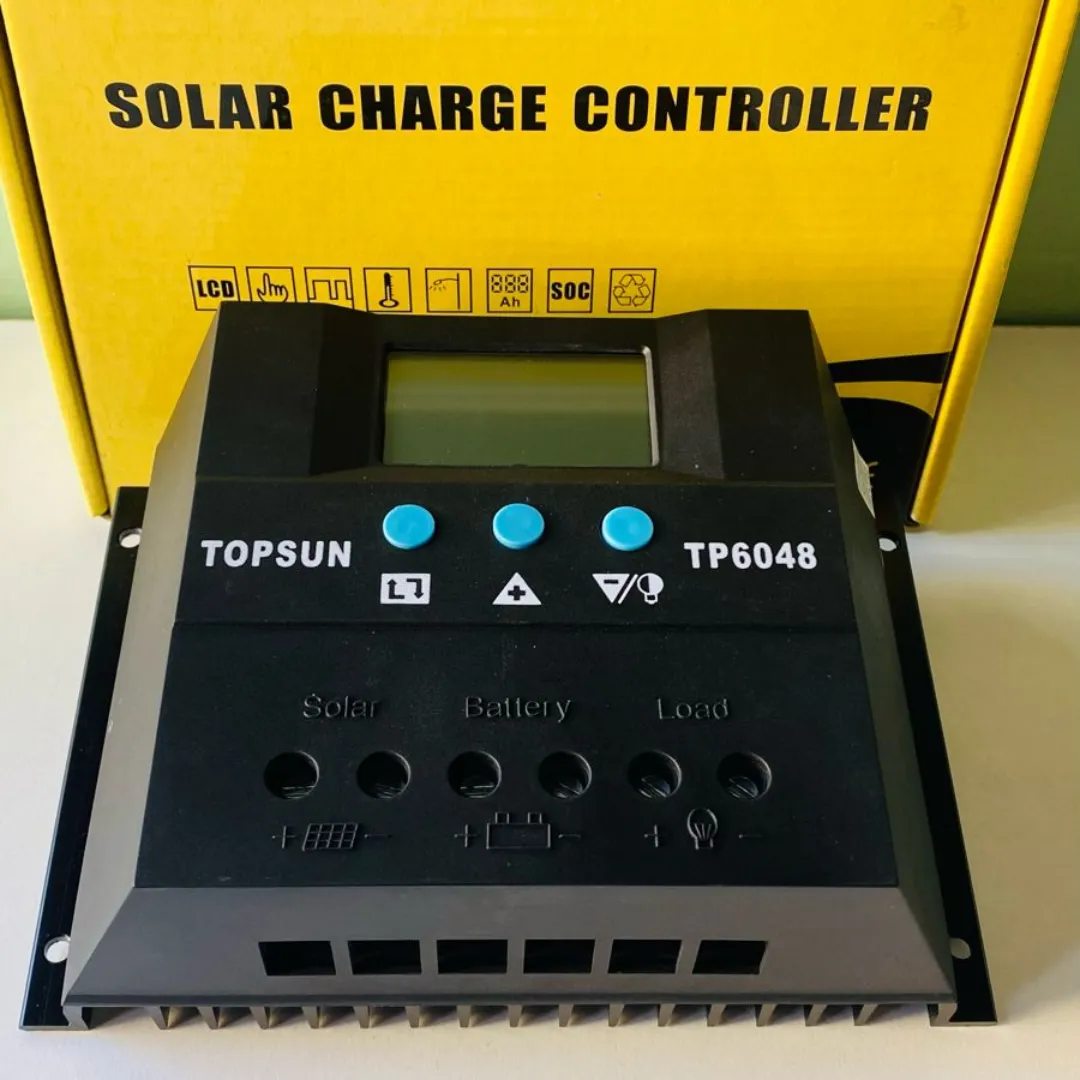 SOLAR CHARGE CONTROLLER
LCD 888 Ah SOC
TOPSUN TP6048
Solar Battery Load
+ - + - + -